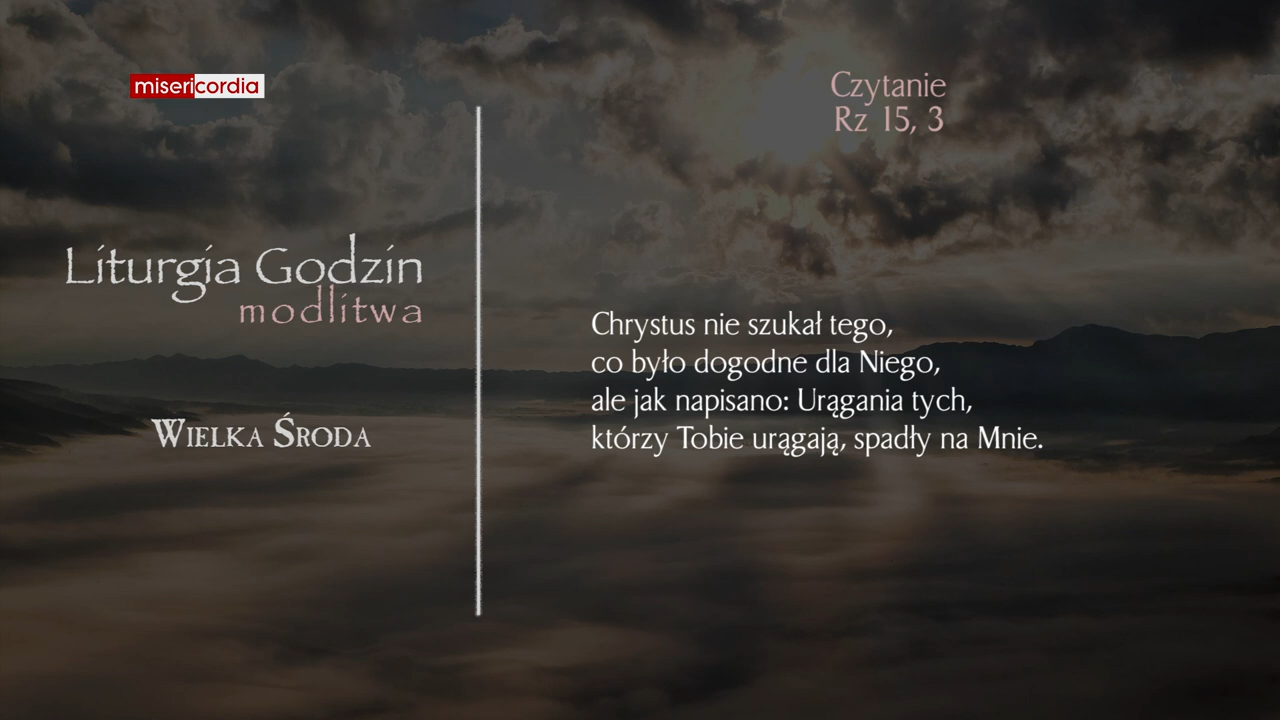 misericordia
Liturgia Godzin
modlitwa
Wielka Środa
Czytanie
Rz 15, 3
Chrystus nie szukał tego,
co było dogodne dla Niego,
ale jak napisano: Urągania tych,
którzy Tobie urągają, spadły na Mnie.